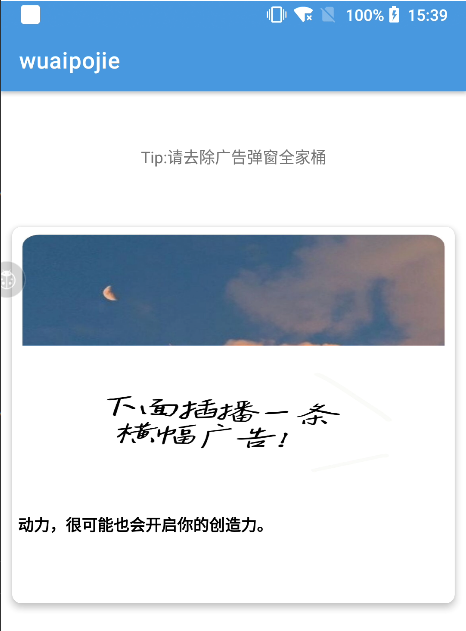 100% 15:39
wuaipojie
Tip:请去除广告弹窗全家桶
下面插播一条
横幅广告!
动力，很可能也会开启你的创造力。